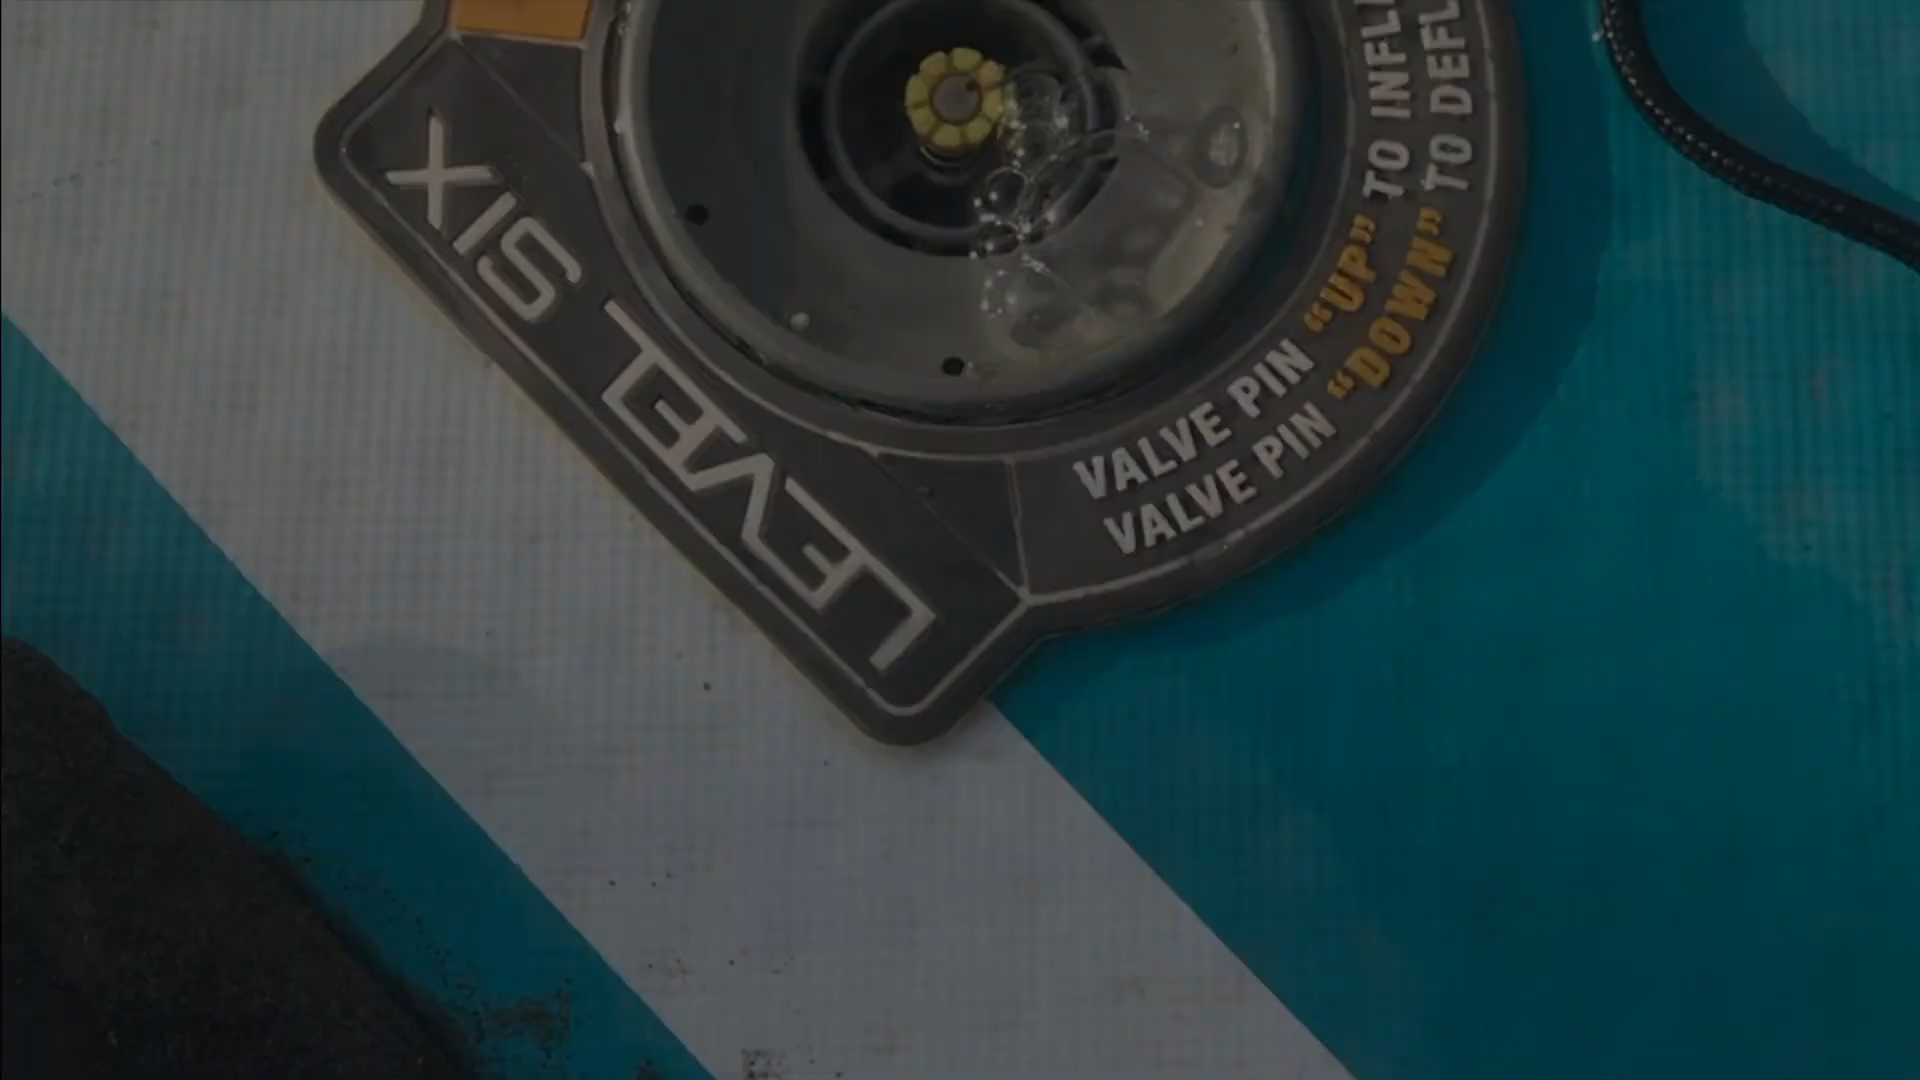 LEVEL SIX
VALVE PIN “UP” TO
VALVE PIN “DOWN” TO